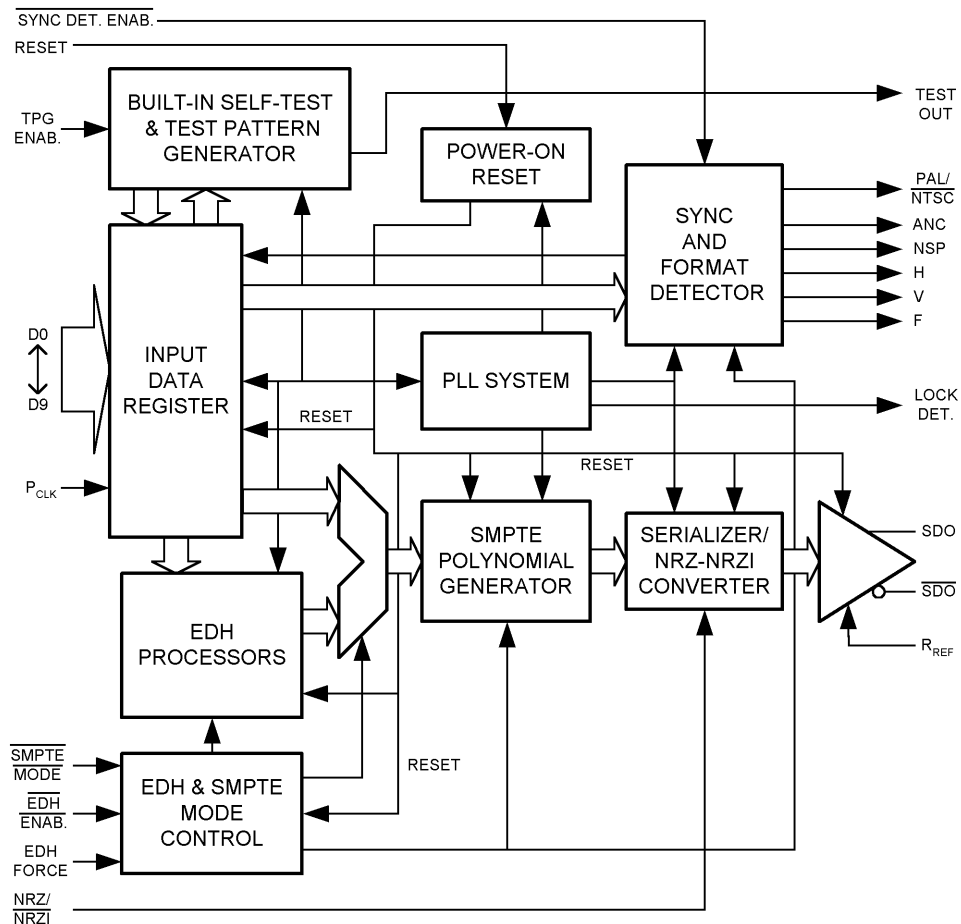 SYNC DET. ENAB.
RESET
TPG
ENAB.
BUILT-IN SELF-TEST
& TEST PATTERN
GENERATOR
POWER-ON
RESET
TEST
OUT
SYNC
AND
FORMAT
DETECTOR
PAL/
NTSC
ANC
NSP
H
V
F
D0
D9
INPUT
DATA
REGISTER
PLL SYSTEM
LOCK
DET.
RESET
RESET
PCLK
SMPTE
POLYNOMIAL
GENERATOR
SERIALIZER/
NRZ-NRZI
CONVERTER
SDO
SDO
RREF
EDH
PROCESSORS
RESET
SMPTE
MODE
EDH
ENAB.
EDH
FORCE
EDH & SMPTE
MODE
CONTROL
NRZ/
NRZI